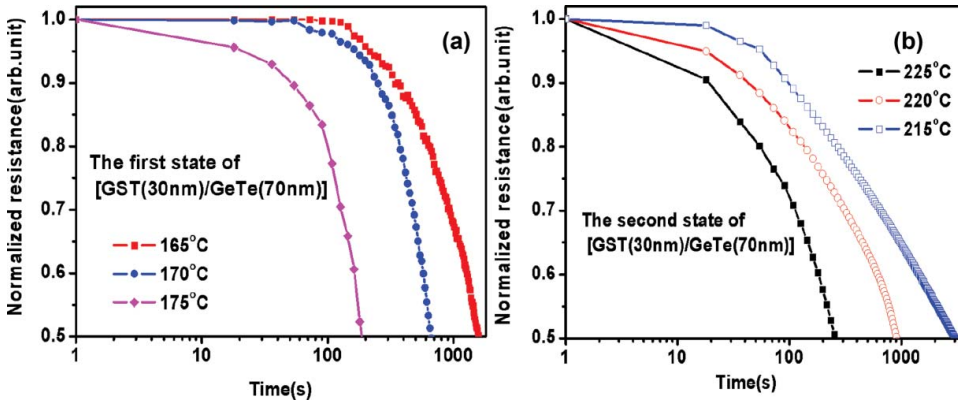 (a)
Normalized resistance(arb.unit)
1.0
0.9
0.8
0.7
0.6
0.5
The first state of
[GST(30nm)/GeTe(70nm)]
165°C
170°C
175°C
1
10
100
1000
Time(s)
(b)
Normalized resistance(arb.unit)
1.0
0.9
0.8
0.7
0.6
0.5
225°C
220°C
215°C
The second state of
[GST(30nm)/GeTe(70nm)]
1
10
100
1000
Time(s)